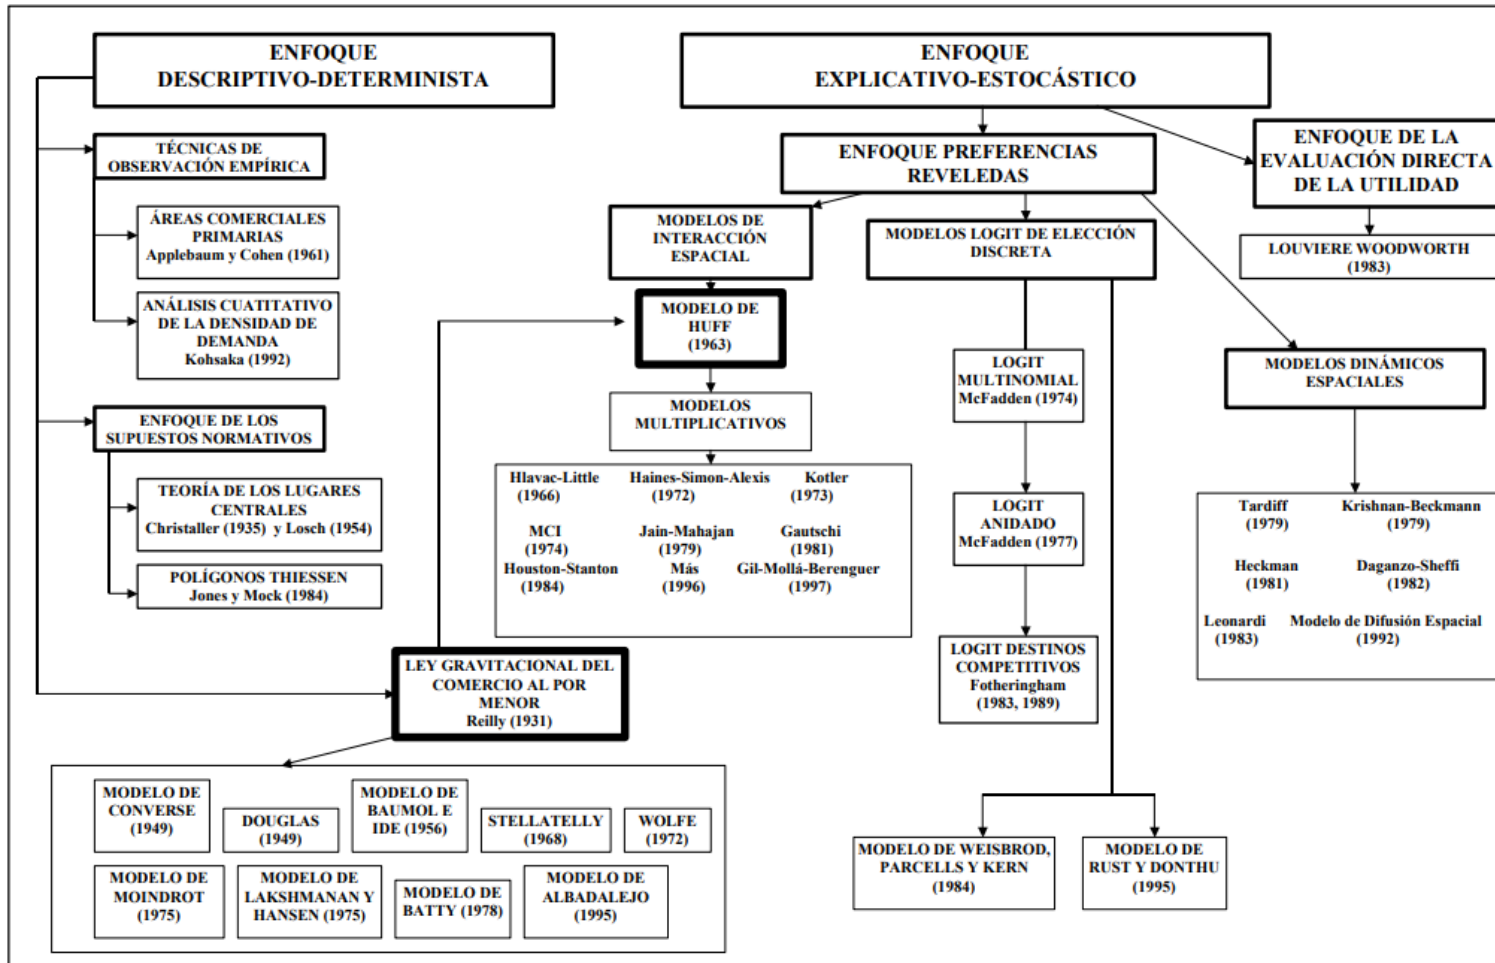 ENFOQUE
DESCRIPTIVO-DETERMINISTA
TÉCNICAS DE
OBSERVACIÓN EMPÍRICA
ÁREAS COMERCIALES
PRIMARIAS
Applebaum y Cohen (1961)
ANÁLISIS CUATITATIVO
DE LA DENSIDAD DE
DEMANDA
Kohsaka (1992)
ENFOQUE DE LOS
SUPUESTOS NORMATIVOS
TEORÍA DE LOS LUGARES
CENTRALES
Christaller (1935) y Losch (1954)
POLÍGONOS THIESSEN
Jones y Mock (1984)
LEY GRAVITACIONAL DEL
COMERCIO AL POR
MENOR
Reilly (1931)
MODELO DE
CONVERSE
(1949)
DOUGLAS
(1949)
MODELO DE
BAUMOL E
IDE (1956)
STELLATELLY
(1968)
WOLFE
(1972)
MODELO DE
MOINDROT
(1975)
MODELO DE
LAKSHMANAN Y
HANSEN (1975)
MODELO DE
BATTY (1978)
MODELO DE
ALBADALEJO
(1995)
ENFOQUE
EXPLICATIVO-ESTOCÁSTICO
ENFOQUE PREFERENCIAS
REVELEDAS
MODELOS DE
INTERACCIÓN
ESPACIAL
MODELO DE
HUFF
(1963)
MODELOS
MULTIPLICATIVOS
Hlavac-Little Haines-Simon-Alexis Kotler
(1966) (1972) (1973)
MCI Jain-Mahajan Gautschi
(1974) (1979) (1981)
Houston-Stanton Más Gil-Mollá-Berenguer
(1984) (1996) (1997)
MODELOS LOGIT DE ELECCIÓN
DISCRETA
LOGIT
MULTINOMIAL
McFadden (1974)
LOGIT
ANIDADO
McFadden (1977)
LOGIT DESTINOS
COMPETITIVOS
Fotheringham
(1983, 1989)
MODELO DE WEISBROD,
PARCELLS Y KERN
(1984)
MODELO DE
RUST Y DONTHU
(1995)
ENFOQUE DE LA
EVALUACIÓN DIRECTA
DE LA UTILIDAD
LOUVIERE WOODWORTH
(1983)
MODELOS DINÁMICOS
ESPACIALES
Tardiff Krishnan-Beckmann
(1979) (1979)
Heckman Daganzo-Sheffi
(1981) (1982)
Leonardi Modelo de Difusión Espacial
(1983) (1992)